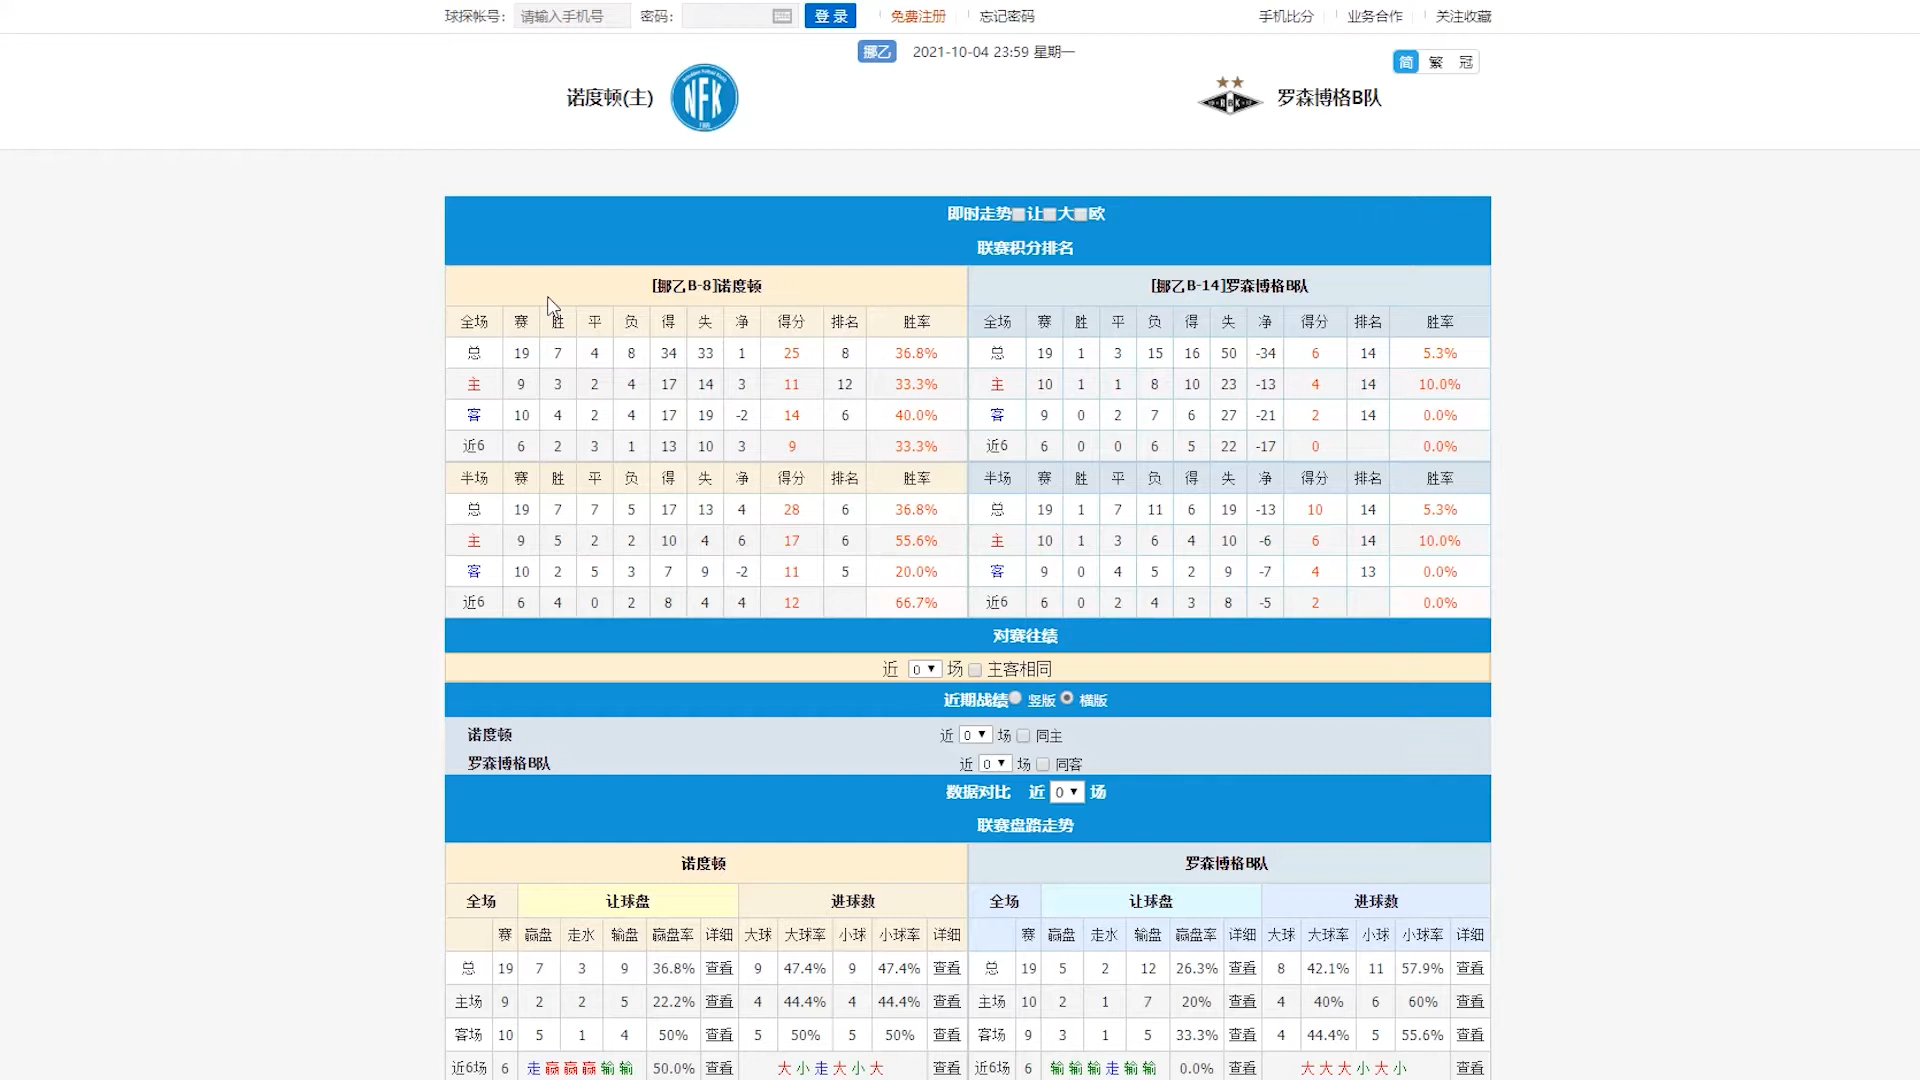 球探帐号: 请输入手机号 密码: 登 录 免费注册 忘记密码 手机比分 业务合作 关注收藏
挪乙 2021-10-04 23:59 星期一
简 繁 冠
诺度顿(主) NFK RBK 罗森博格B队
即时走势 让 大 欧
联赛积分排名
[挪乙B-8]诺度顿 [挪乙B-14]罗森博格B队
全场 赛 胜 平 负 得 失 净 得分 排名 胜率 全场 赛 胜 平 负 得 失 净 得分 排名 胜率
总 19 7 4 8 34 33 1 25 8 36.8% 总 19 1 3 15 16 50 -34 6 14 5.3%
主 9 3 2 4 17 14 3 11 12 33.3% 主 10 1 1 8 10 23 -13 4 14 10.0%
客 10 4 2 4 17 19 -2 14 6 40.0% 客 9 0 2 7 6 27 -21 2 14 0.0%
近6 6 2 3 1 13 10 3 9 33.3% 近6 6 0 0 6 5 22 -17 0 0.0%
半场 赛 胜 平 负 得 失 净 得分 排名 胜率 半场 赛 胜 平 负 得 失 净 得分 排名 胜率
总 19 7 7 5 17 13 4 28 6 36.8% 总 19 1 7 11 6 19 -13 10 14 5.3%
主 9 5 2 2 10 4 6 17 6 55.6% 主 10 1 3 6 4 10 -6 6 14 10.0%
客 10 2 5 3 7 9 -2 11 5 20.0% 客 9 0 4 5 2 9 -7 4 13 0.0%
近6 6 4 0 2 8 4 4 12 66.7% 近6 6 0 2 4 3 8 -5 2 0.0%
对赛往绩
近 0 场 主客相同
近期战绩 竖版 横版
诺度顿 近 0 场 同主
罗森博格B队 近 0 场 同客
数据对比 近 0 场
联赛盘路走势
诺度顿 罗森博格B队
全场 让球盘 进球数 全场 让球盘 进球数
赛 赢盘 走水 输盘 赢盘率 详细 大球 大球率 小球 小球率 详细 赛 赢盘 走水 输盘 赢盘率 详细 大球 大球率 小球 小球率 详细
总 19 7 3 9 36.8% 查看 9 47.4% 9 47.4% 查看 总 19 5 2 12 26.3% 查看 8 42.1% 11 57.9% 查看
主场 9 2 2 5 22.2% 查看 4 44.4% 4 44.4% 查看 主场 10 2 1 7 20% 查看 4 40% 6 60% 查看
客场 10 5 1 4 50% 查看 5 50% 5 50% 查看 客场 9 3 1 5 33.3% 查看 4 44.4% 5 55.6% 查看
近6场 6 走 赢 赢 赢 输 输 50.0% 查看 大 小 走 大 小 大 查看 近6场 6 输 输 输 走 输 输 0.0% 查看 大 大 大 小 大 小 查看